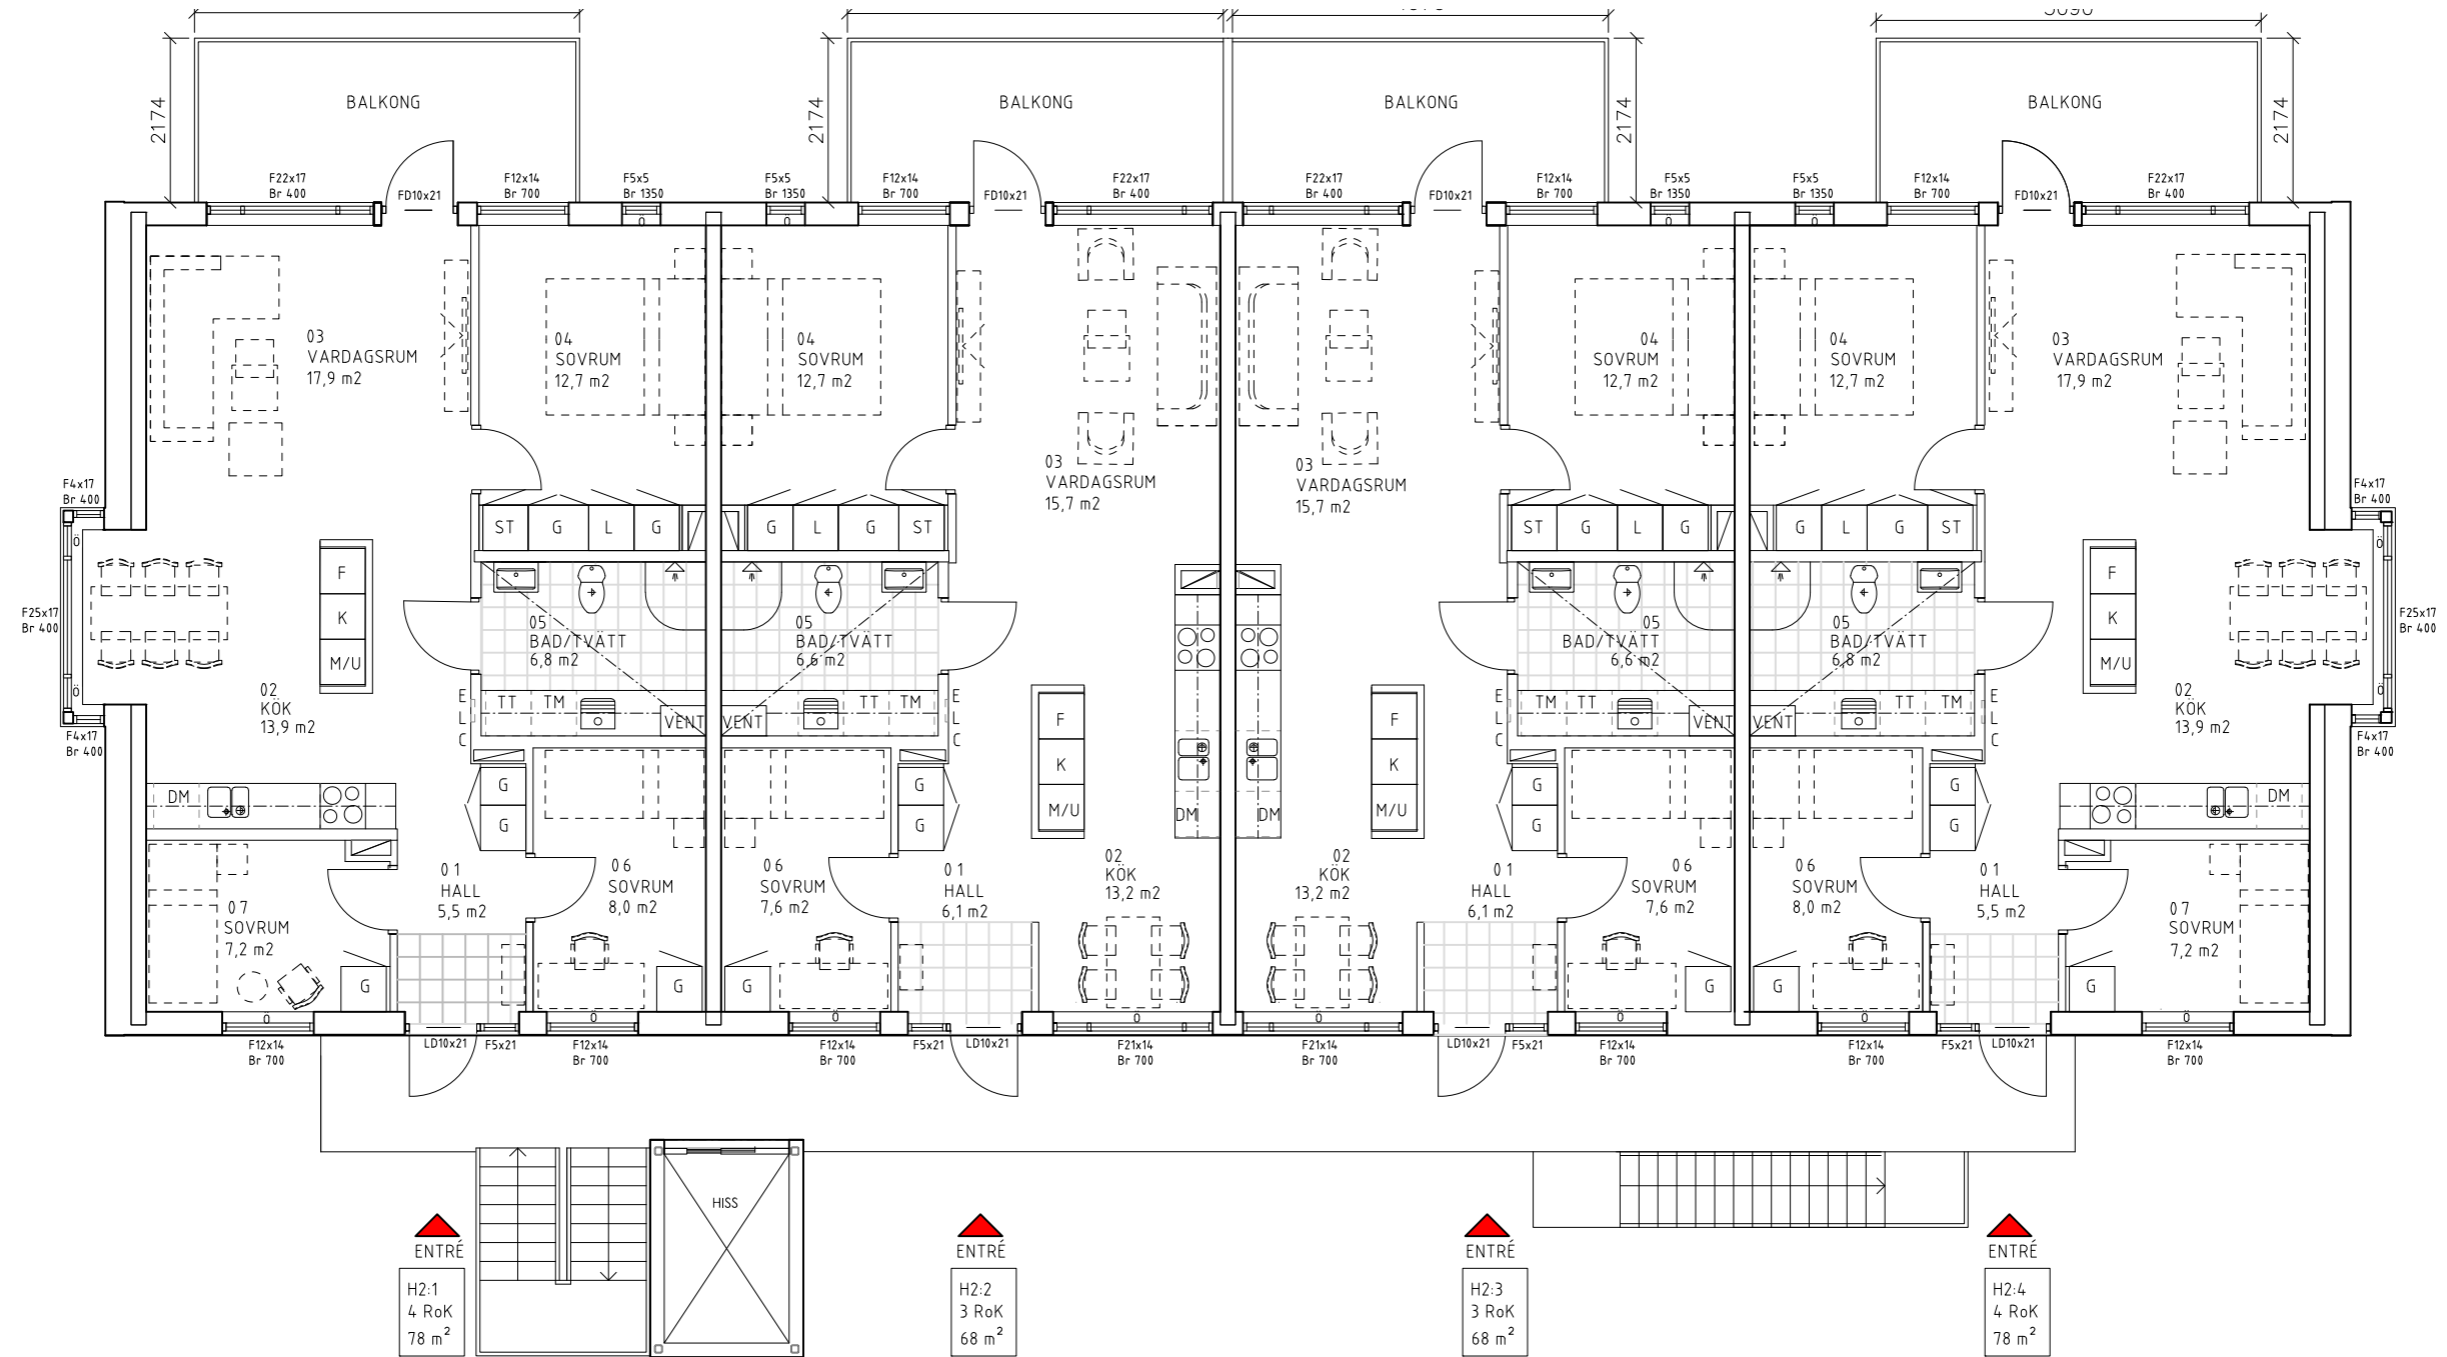 BALKONG
BALKONG
BALKONG
BALKONG
2174
2174
2174
2174
F22x17
Br 400
FD10x21
F12x14
Br 700
F5x5
Br 1350
F5x5
Br 1350
F12x14
Br 700
FD10x21
F22x17
Br 400
F22x17
Br 400
FD10x21
F12x14
Br 700
F5x5
Br 1350
F5x5
Br 1350
F12x14
Br 700
FD10x21
F22x17
Br 400
Ö
Ö
Ö
Ö
03
VARDAGSRUM
17,9 m2
04
SOVRUM
12,7 m2
04
SOVRUM
12,7 m2
03
VARDAGSRUM
15,7 m2
03
VARDAGSRUM
15,7 m2
04
SOVRUM
12,7 m2
04
SOVRUM
12,7 m2
03
VARDAGSRUM
17,9 m2
F4x17
Br 400
F25x17
Br 400
F4x17
Br 400
Ö
Ö
ST G L G
G L G ST
ST G L G
G L G ST
F4x17
Br 400
F25x17
Br 400
F4x17
Br 400
Ö
Ö
F
K
M/U
F
K
M/U
F
K
M/U
F
K
M/U
02
KÖK
13,9 m2
05
BAD/TVÄTT
6,8 m2
05
BAD/TVÄTT
6,6 m2
05
BAD/TVÄTT
6,6 m2
05
BAD/TVÄTT
6,8 m2
02
KÖK
13,9 m2
ELC
TT TM VENT
VENT TT TM
ELC
ELC
TM TT VENT
VENT TT TM
ELC
DM
DM
DM
DM
G
G
G
G
G
G
G
G
07
SOVRUM
7,2 m2
01
HALL
5,5 m2
06
SOVRUM
8,0 m2
06
SOVRUM
7,6 m2
01
HALL
6,1 m2
02
KÖK
13,2 m2
02
KÖK
13,2 m2
01
HALL
6,1 m2
06
SOVRUM
7,6 m2
06
SOVRUM
8,0 m2
01
HALL
5,5 m2
07
SOVRUM
7,2 m2
G
G
G
G
G
G
Ö
Ö
Ö
Ö
Ö
Ö
Ö
Ö
F12x14
Br 700
LD10x21
F5x21
F12x14
Br 700
F12x14
Br 700
F5x21
LD10x21
F21x14
Br 700
F21x14
Br 700
LD10x21
F5x21
F12x14
Br 700
F12x14
Br 700
F5x21
LD10x21
F12x14
Br 700
HISS
ENTRÉ
H2:1
4 RoK
78 m²
ENTRÉ
H2:2
3 RoK
68 m²
ENTRÉ
H2:3
3 RoK
68 m²
ENTRÉ
H2:4
4 RoK
78 m²